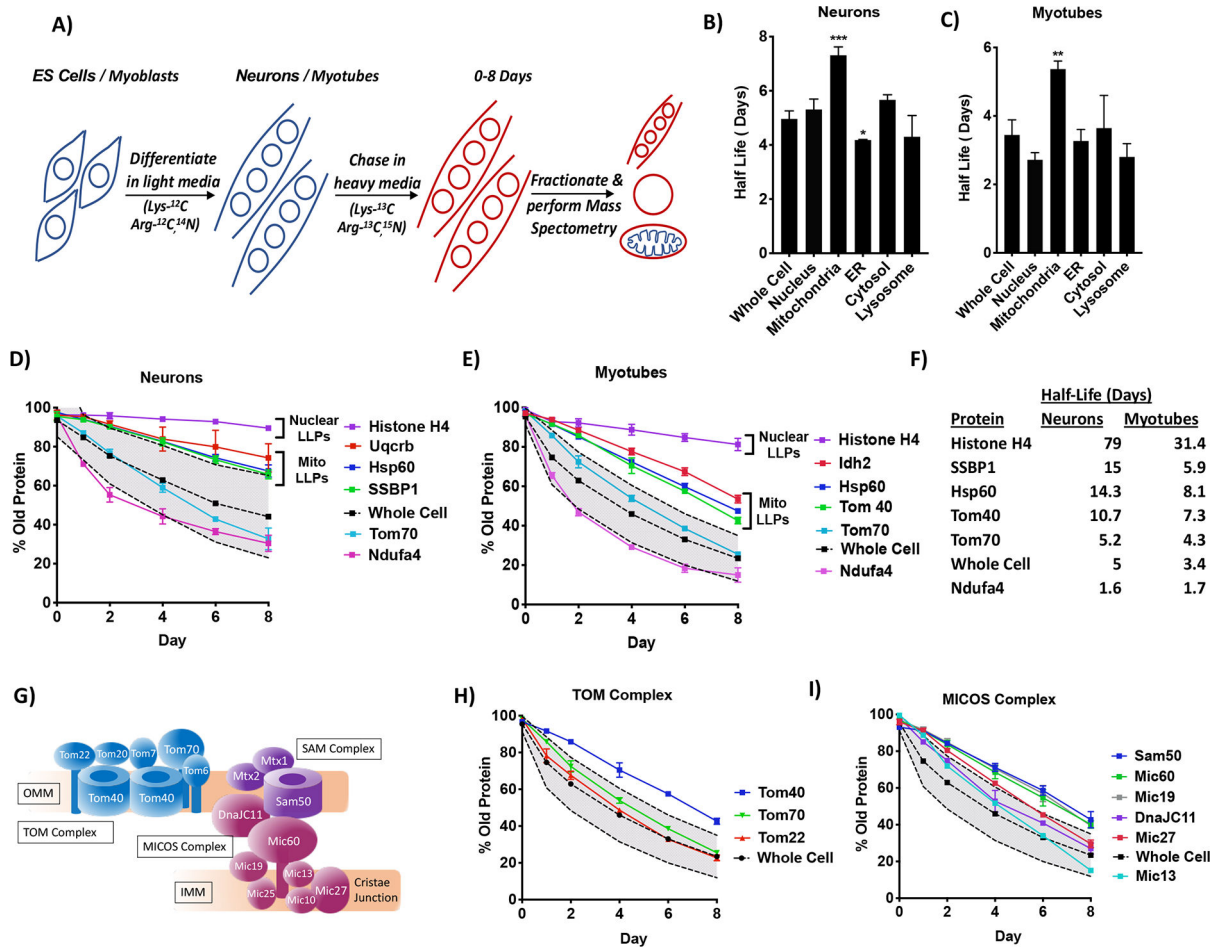 A)
ES Cells / Myoblasts
Neurons / Myotubes
0-8 Days
Differentiate
in light media
(Lys-¹²C
Arg-¹²C,¹⁴N)
Chase in
heavy media
(Lys-¹³C
Arg-¹³C,¹⁵N)
Fractionate &
perform Mass
Spectometry
B)
Neurons
Half Life ( Days)
8
6
4
2
0
***
*
Whole Cell
Nucleus
Mitochondria
ER
Cytosol
Lysosome
C)
Myotubes
Half Life ( Days)
6
4
2
0
**
Whole Cell
Nucleus
Mitochondria
ER
Cytosol
Lysosome
D)
Neurons
% Old Protein
100
80
60
40
20
0
0 2 4 6 8
Day
Nuclear
LLPs
Mito
LLPs
Histone H4
Uqcrb
Hsp60
SSBP1
Whole Cell
Tom70
Ndufa4
E)
Myotubes
% Old Protein
100
80
60
40
20
0
0 2 4 6 8
Day
Nuclear
LLPs
Mito
LLPs
Histone H4
Idh2
Hsp60
Tom 40
Tom70
Whole Cell
Ndufa4
F)
Half-Life (Days)
Protein Neurons Myotubes
Histone H4 79 31.4
SSBP1 15 5.9
Hsp60 14.3 8.1
Tom40 10.7 7.3
Tom70 5.2 4.3
Whole Cell 5 3.4
Ndufa4 1.6 1.7
G)
Tom22
Tom20
Tom7
Tom70
Tom6
Tom40
Tom40
OMM
TOM Complex
SAM Complex
Mtx1
Mtx2
Sam50
DnaJC11
MICOS Complex
Mic60
Mic19
Mic13
Mic25
Mic10
Mic27
IMM
Cristae
Junction
H)
TOM Complex
% Old Protein
100
80
60
40
20
0
0 2 4 6 8
Day
Tom40
Tom70
Tom22
Whole Cell
I)
MICOS Complex
% Old Protein
100
80
60
40
20
0
0 2 4 6 8
Day
Sam50
Mic60
Mic19
DnaJC11
Mic27
Whole Cell
Mic13